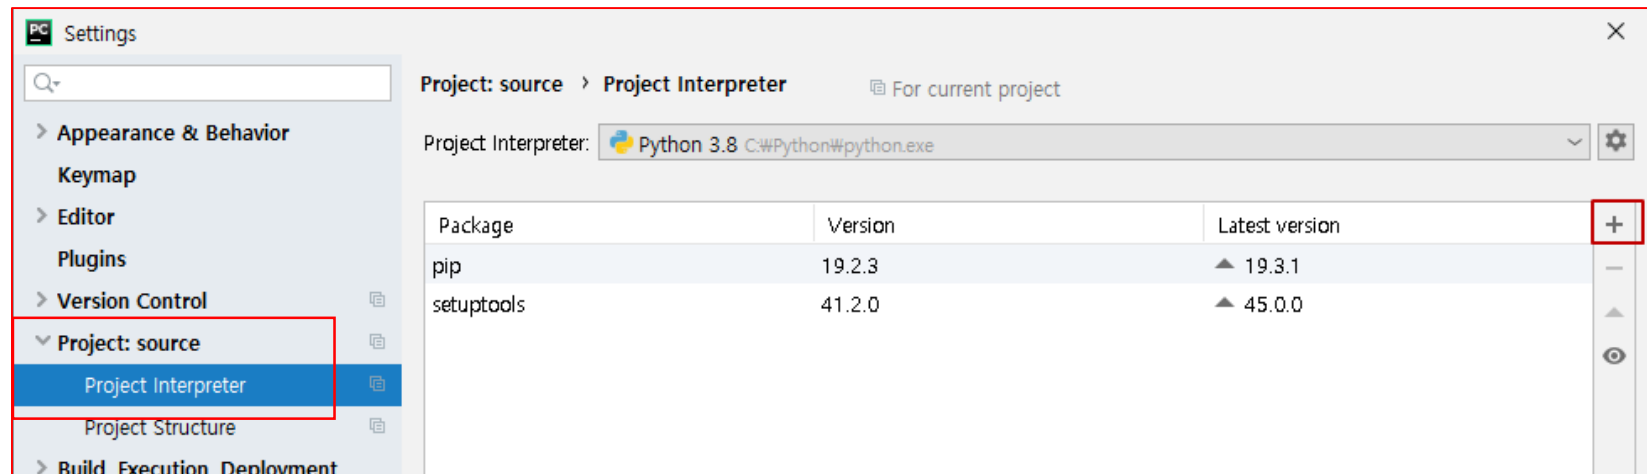 PC Settings
Project: source › Project Interpreter For current project
Appearance & Behavior
Project Interpreter: Python 3.8 C:₩Python₩python.exe
Keymap
Editor
Package Version Latest version
Plugins
pip 19.2.3 19.3.1
Version Control
setuptools 41.2.0 45.0.0
Project: source
Project Interpreter
Project Structure
Build, Execution, Deployment